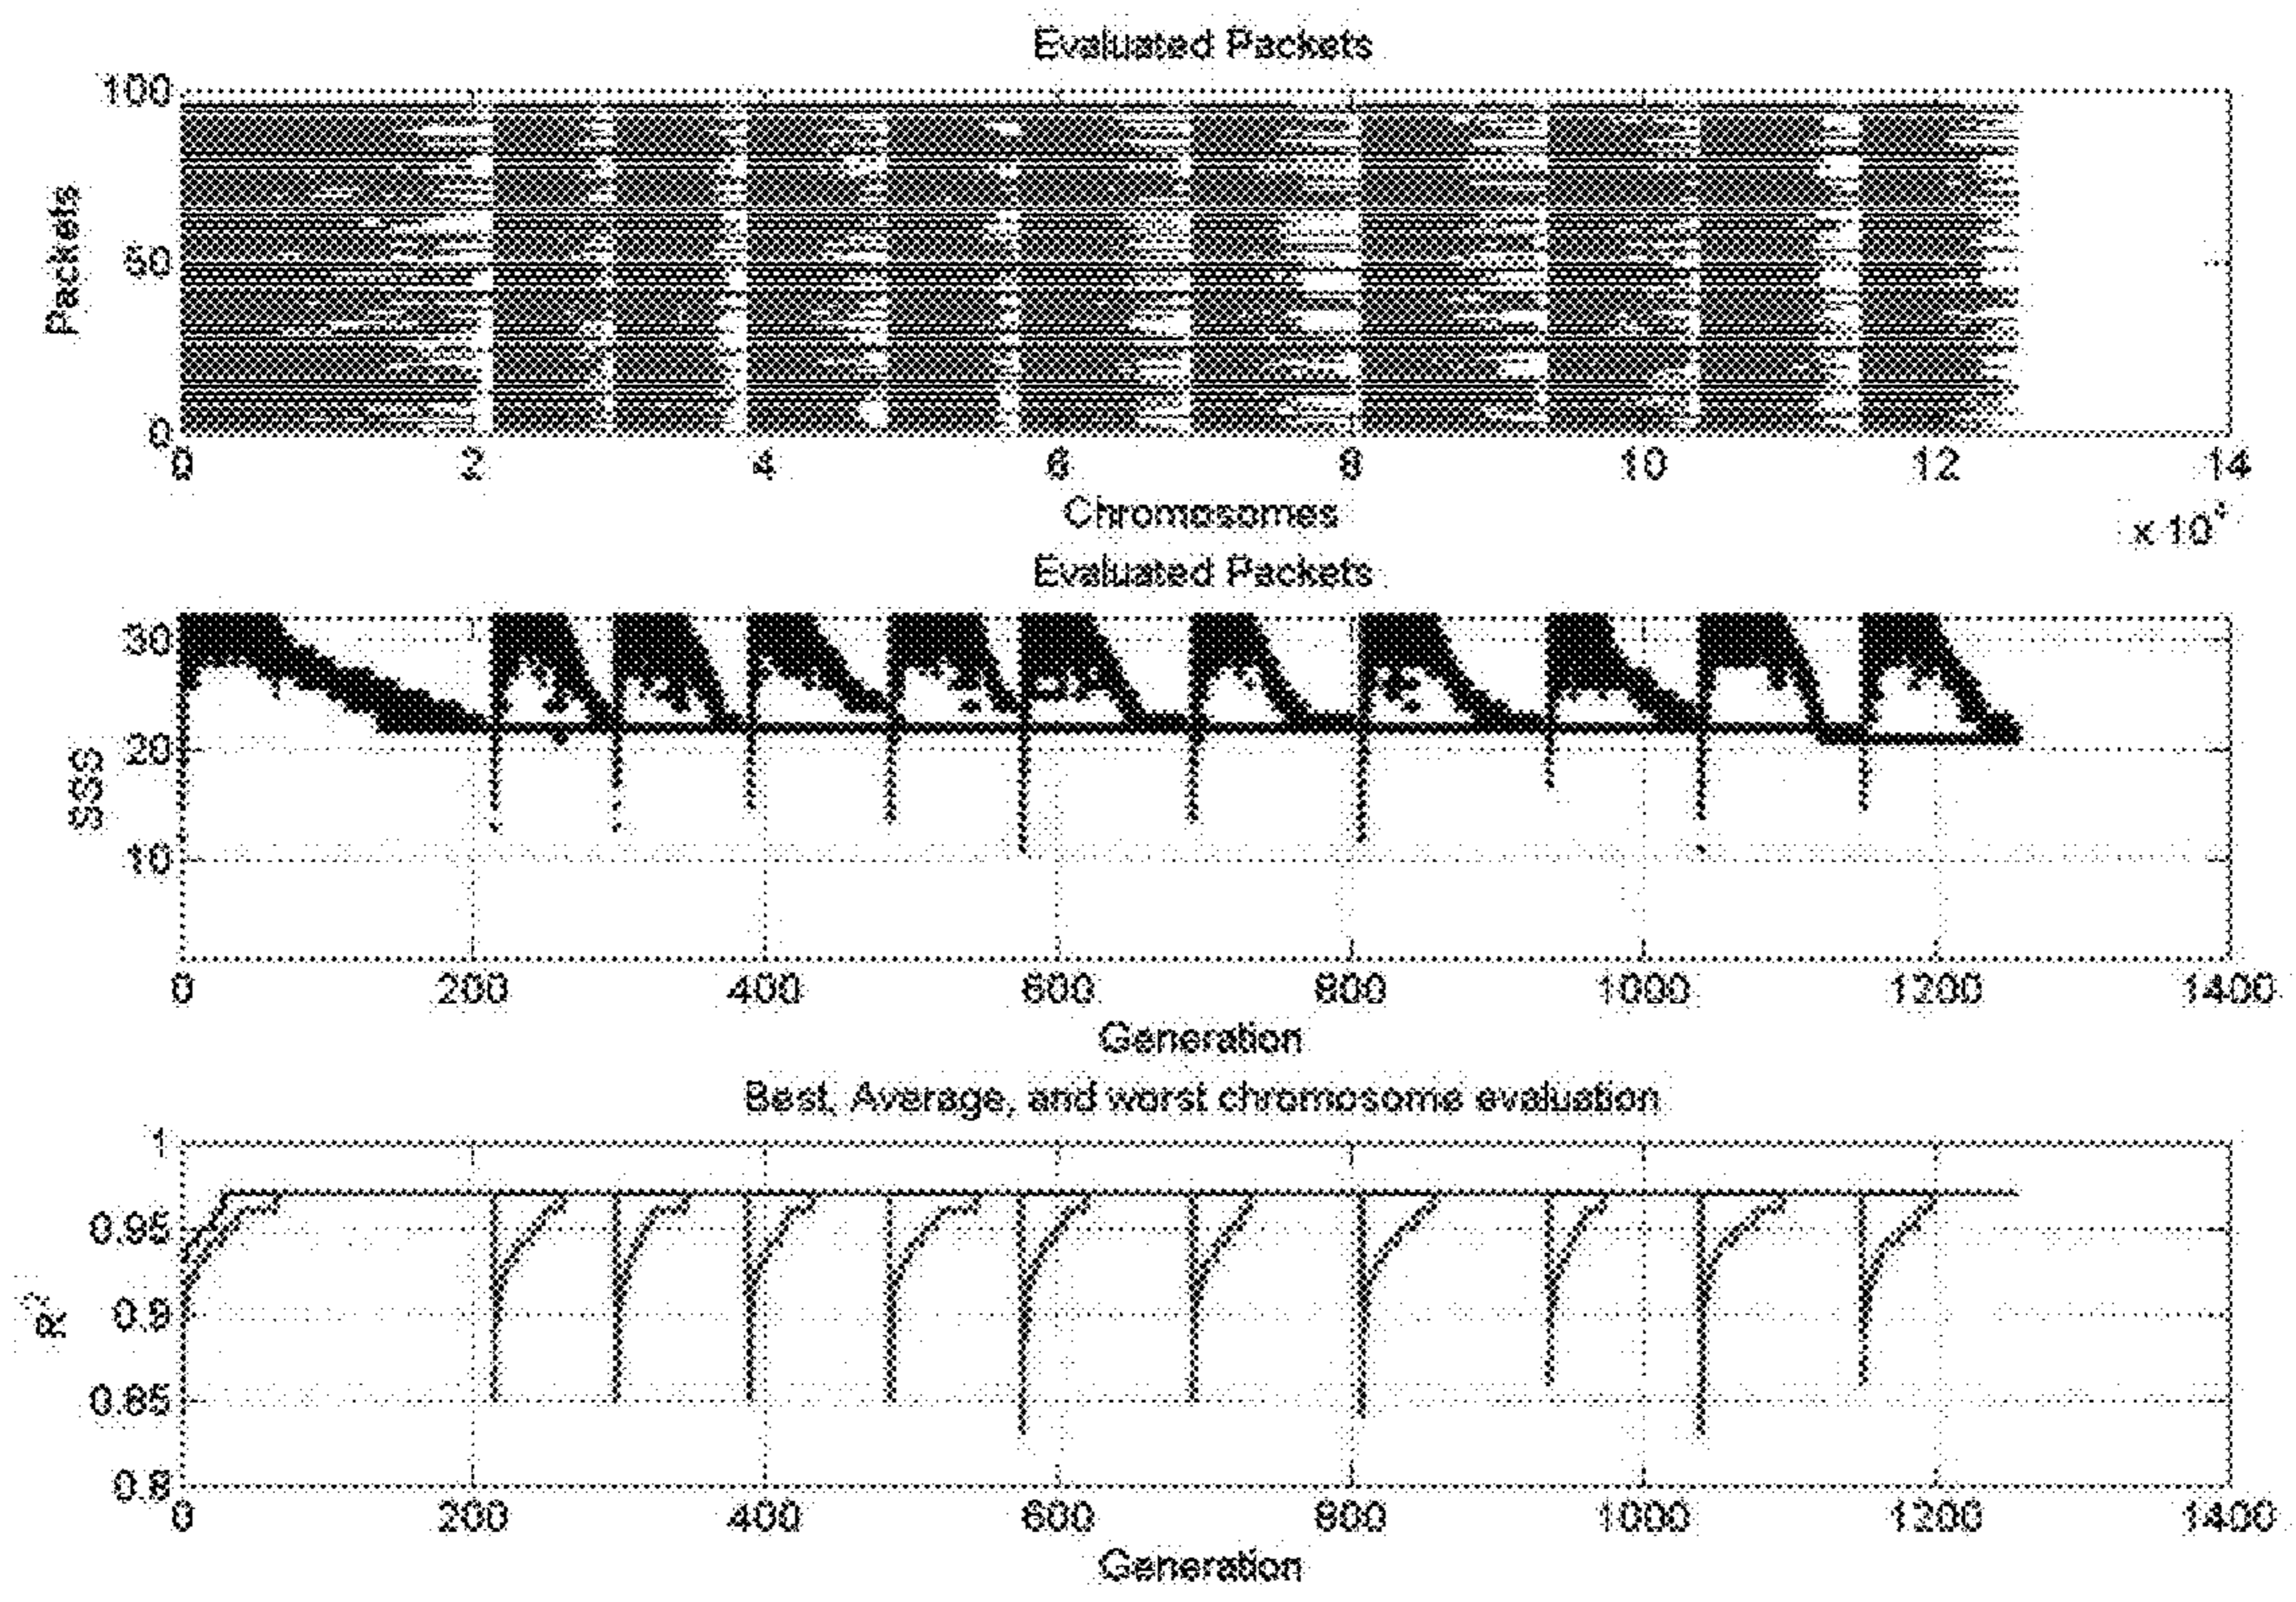 Evaluated Packets
100
50
0
Packets
0 2 4 6 8 10 12 14
Chromosomes
Evaluated Packets
30
20
10
SSS
0 200 400 600 800 1000 1200 1400
Generation
Best, Average, and worst chromosome evaluation
1
0.95
0.9
0.85
0.8
R²
0 200 400 600 800 1000 1200 1400
Generation